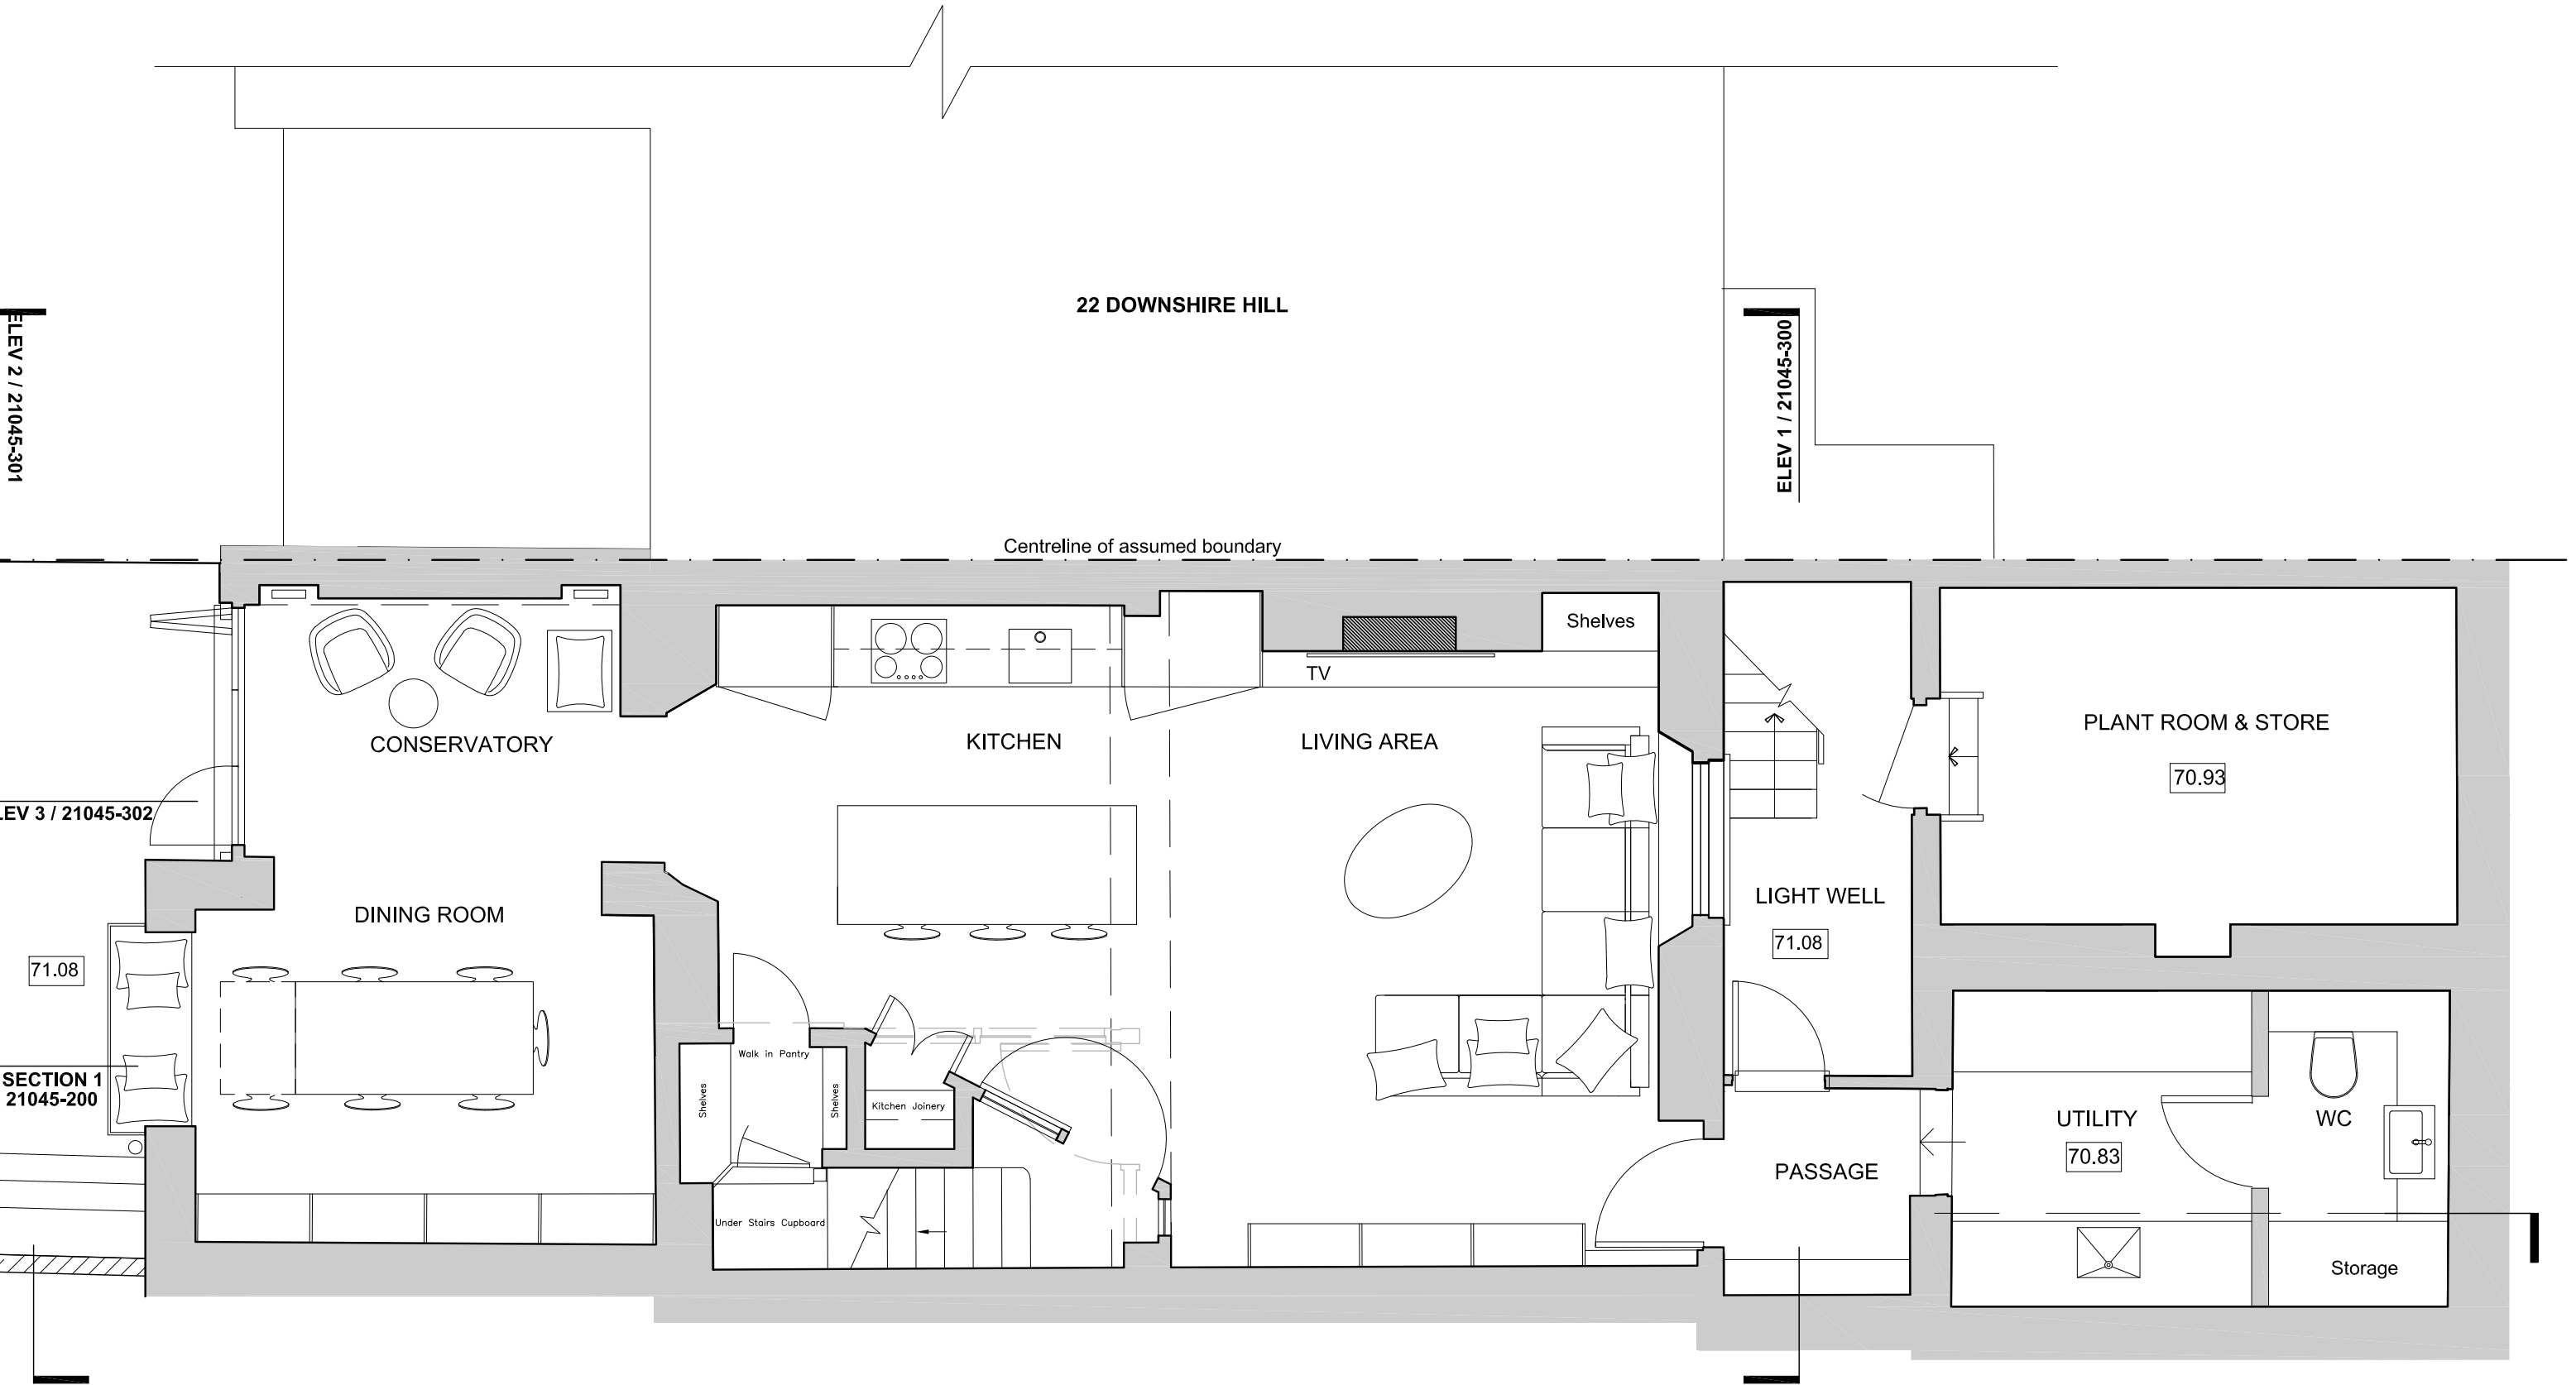 22 DOWNSHIRE HILL
ELEV 2 / 21045-301
ELEV 1 / 21045-300
Centreline of assumed boundary
Shelves
TV
CONSERVATORY
KITCHEN
LIVING AREA
PLANT ROOM & STORE
70.93
LEV 3 / 21045-302
DINING ROOM
LIGHT WELL
71.08
71.08
Walk in Pantry
Shelves
Shelves
Kitchen Joinery
SECTION 1
21045-200
UTILITY
70.83
WC
PASSAGE
Under Stairs Cupboard
Storage